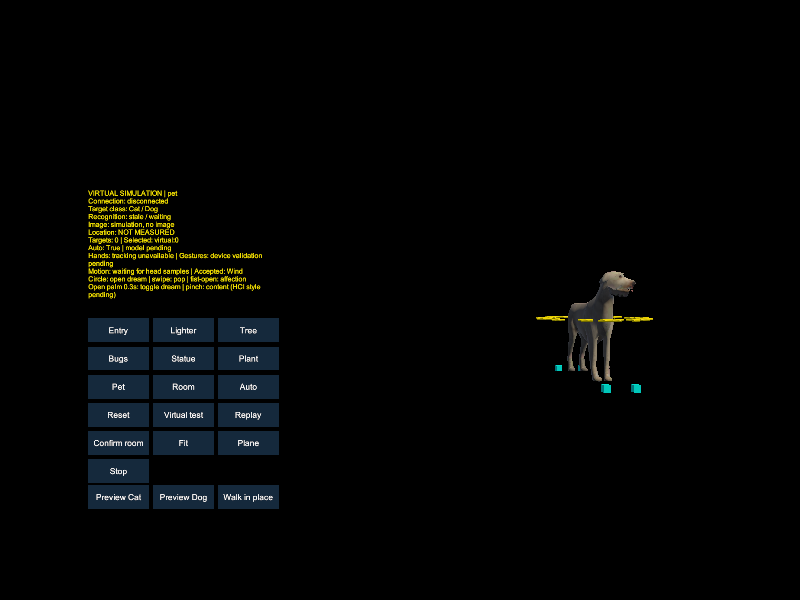 VIRTUAL SIMULATION | pet
Connection: disconnected
Target class: Cat / Dog
Recognition: stale / waiting
Image: simulation, no image
Location: NOT MEASURED
Targets: 0 | Selected: virtual:0
Auto: True | model pending
Hands: tracking unavailable | Gestures: device validation
pending
Motion: waiting for head samples | Accepted: Wind
Circle: open dream | swipe: pop | fist-open: affection
Open palm 0.3s: toggle dream | pinch: content (HCI style
pending)
Entry Lighter Tree
Bugs Statue Plant
Pet Room Auto
Reset Virtual test Replay
Confirm room Fit Plane
Stop
Preview Cat Preview Dog Walk in place